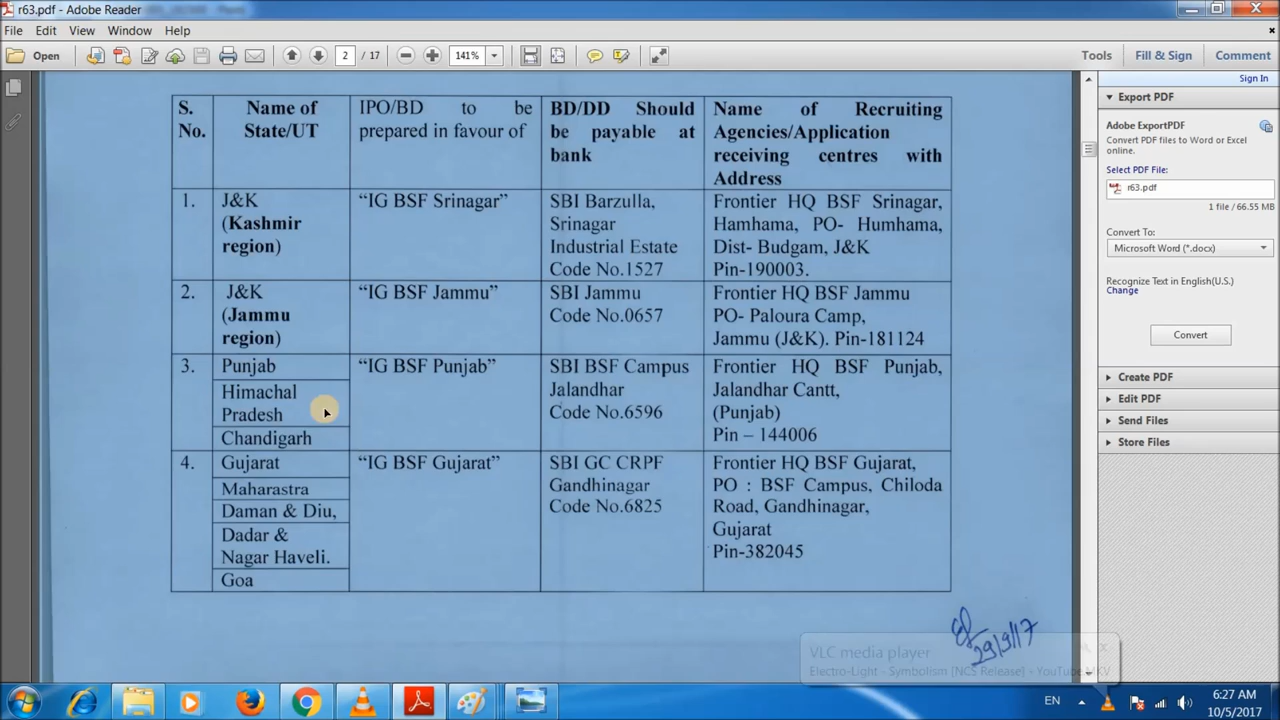 r63.pdf - Adobe Reader
File Edit View Window Help
Open 2 / 17 141% Tools Fill & Sign Comment
Sign In
S. No.
Name of State/UT
IPO/BD to be prepared in favour of
BD/DD Should be payable at bank
Name of Recruiting Agencies/Application receiving centres with Address
1.
J&K
(Kashmir
region)
“IG BSF Srinagar”
SBI Barzulla,
Srinagar
Industrial Estate
Code No.1527
Frontier HQ BSF Srinagar,
Hamhama, PO- Humhama,
Dist- Budgam, J&K
Pin-190003.
2.
J&K
(Jammu
region)
“IG BSF Jammu”
SBI Jammu
Code No.0657
Frontier HQ BSF Jammu
PO- Paloura Camp,
Jammu (J&K). Pin-181124
3.
Punjab
Himachal
Pradesh
Chandigarh
“IG BSF Punjab”
SBI BSF Campus
Jalandhar
Code No.6596
Frontier HQ BSF Punjab,
Jalandhar Cantt,
(Punjab)
Pin – 144006
4.
Gujarat
Maharastra
Daman & Diu,
Dadar &
Nagar Haveli.
Goa
“IG BSF Gujarat”
SBI GC CRPF
Gandhinagar
Code No.6825
Frontier HQ BSF Gujarat,
PO : BSF Campus, Chiloda
Road, Gandhinagar,
Gujarat
Pin-382045
29/9/17
Export PDF
Adobe ExportPDF
Convert PDF files to Word or Excel
online.
Select PDF File:
r63.pdf
1 file / 66.55 MB
Convert To:
Microsoft Word (*.docx)
Recognize Text in English(U.S.)
Change
Convert
Create PDF
Edit PDF
Send Files
Store Files
VLC media player
Electro-Light - Symbolism [NCS Release] - YouTube.MKV
EN
6:27 AM
10/5/2017